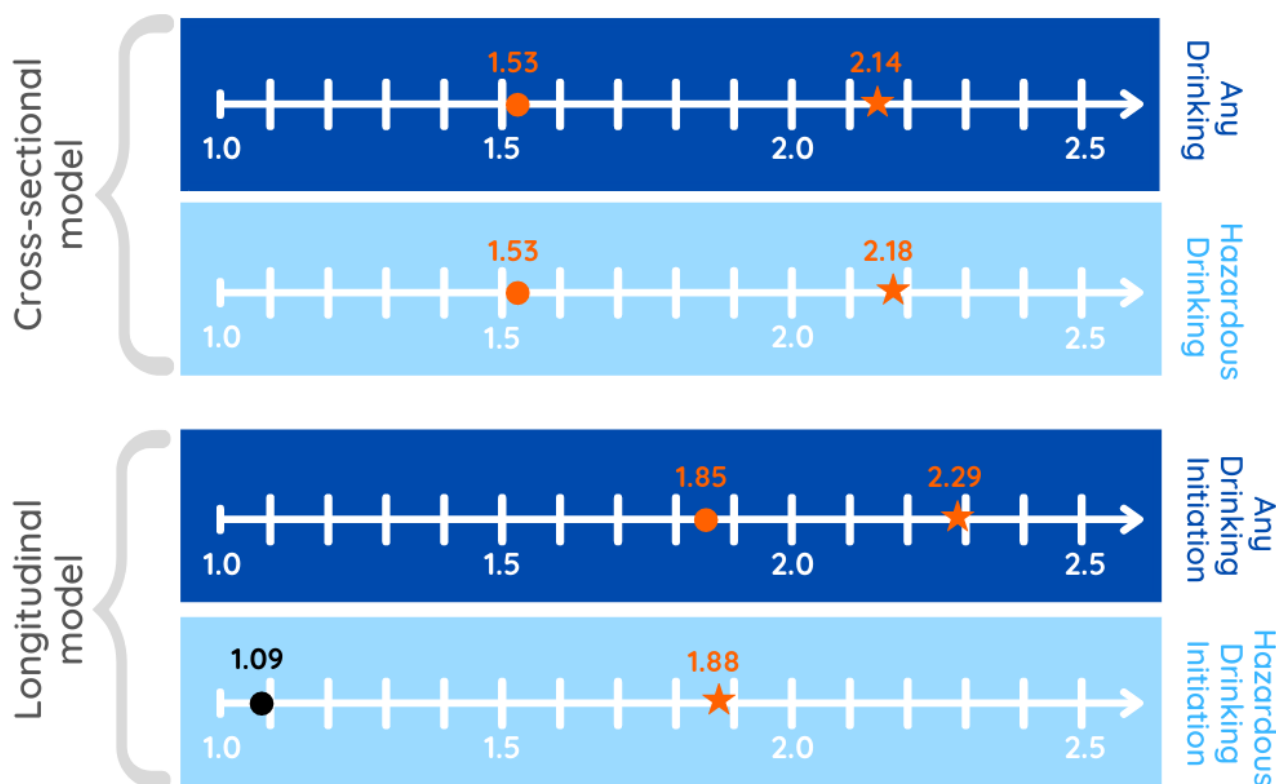 Cross-sectional
model
1.53
2.14
1.0
1.5
2.0
2.5
Any
Drinking
1.53
2.18
1.0
1.5
2.0
2.5
Hazardous
Drinking
Longitudinal
model
1.85
2.29
1.0
1.5
2.0
2.5
Any
Drinking
Initiation
1.09
1.88
1.0
1.5
2.0
2.5
Hazardous
Drinking
Initiation